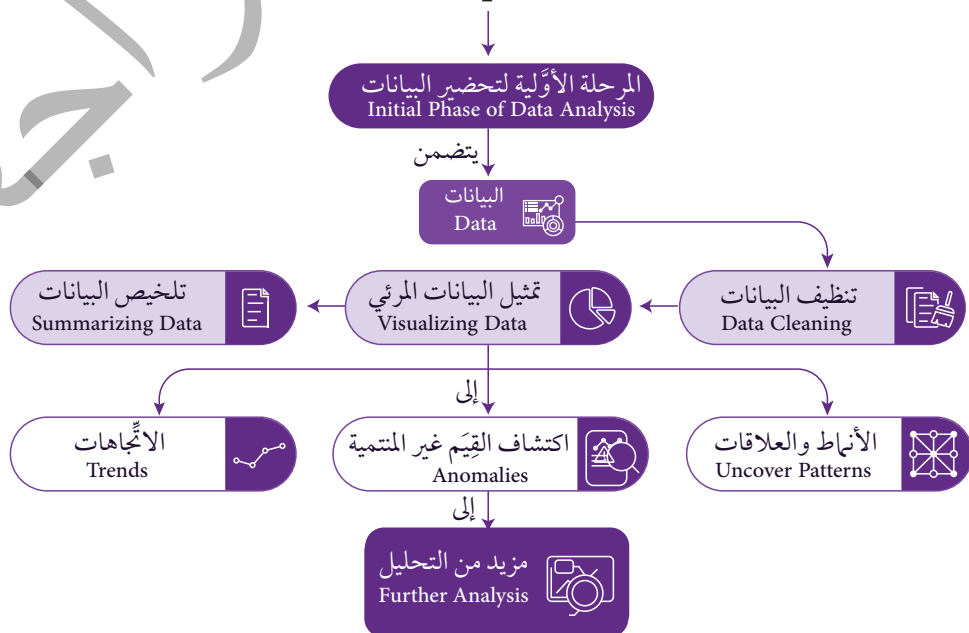 المرحلة الأوَّلية لتحضير البيانات
Initial Phase of Data Analysis
يتضمن
البيانات
Data
تنظيف البيانات
Data Cleaning
تمثيل البيانات المرئي
Visualizing Data
تلخيص البيانات
Summarizing Data
إلى
الأنماط والعلاقات
Uncover Patterns
اكتشاف القِيَم غير المنتمية
Anomalies
الاتِّجاهات
Trends
إلى
مزيد من التحليل
Further Analysis